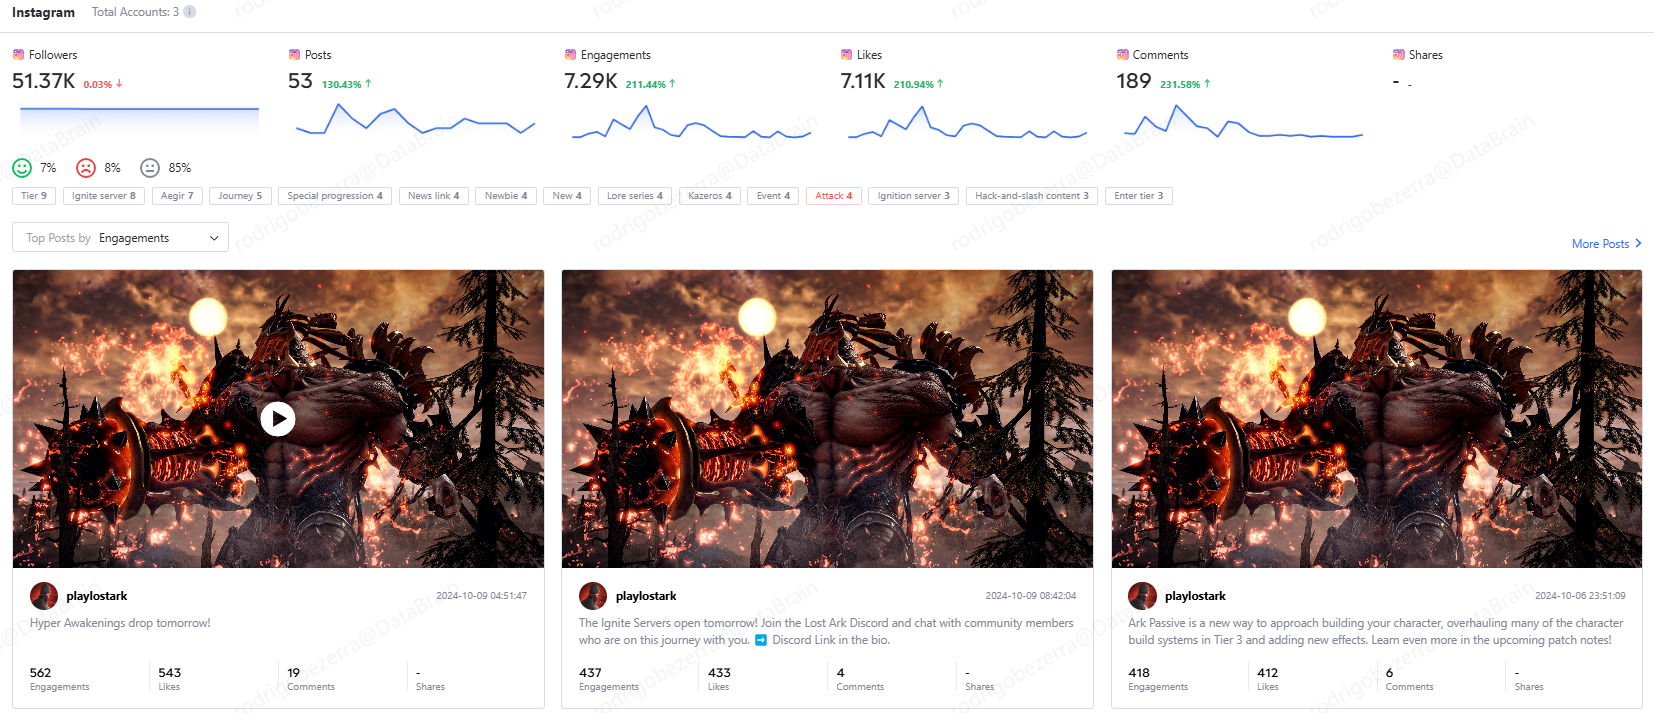 Instagram Total Accounts: 3
Followers Posts Engagements Likes Comments Shares
51.37K 0.03% ↓ 53 130.43% ↑ 7.29K 211.44% ↑ 7.11K 210.94% ↑ 189 231.58% ↑ - -
7% 8% 85%
Tier 9 Ignite server 8 Aegir 7 Journey 5 Special progression 4 News link 4 Newbie 4 New 4 Lore series 4 Kazeros 4 Event 4 Attack 4 Ignition server 3 Hack-and-slash content 3 Enter tier 3
Top Posts by Engagements
More Posts
playlostark 2024-10-09 04:51:47
Hyper Awakenings drop tomorrow!
562 543 19 -
Engagements Likes Comments Shares
playlostark 2024-10-09 08:42:04
The Ignite Servers open tomorrow! Join the Lost Ark Discord and chat with community members
who are on this journey with you. ➡️ Discord Link in the bio.
437 433 4 -
Engagements Likes Comments Shares
playlostark 2024-10-06 23:51:09
Ark Passive is a new way to approach building your character, overhauling many of the character
build systems in Tier 3 and adding new effects. Learn even more in the upcoming patch notes!
418 412 6 -
Engagements Likes Comments Shares
rodrigobezerra@DataBrain